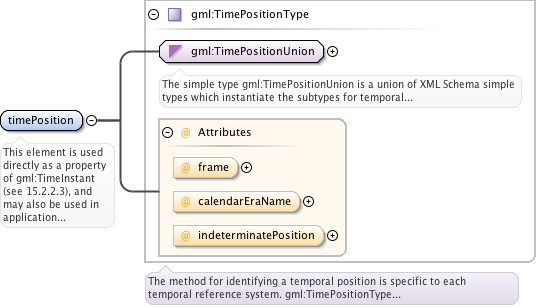 gml:TimePositionType
gml:TimePositionUnion
The simple type gml:TimePositionUnion is a union of XML Schema simple
types which instantiate the subtypes for temporal...
timePosition
This element is used
directly as a property
of gml:TimeInstant
(see 15.2.2.3), and
may also be used in
application...
@ Attributes
@ frame
@ calendarEraName
@ indeterminatePosition
The method for identifying a temporal position is specific to each
temporal reference system. gml:TimePositionType...